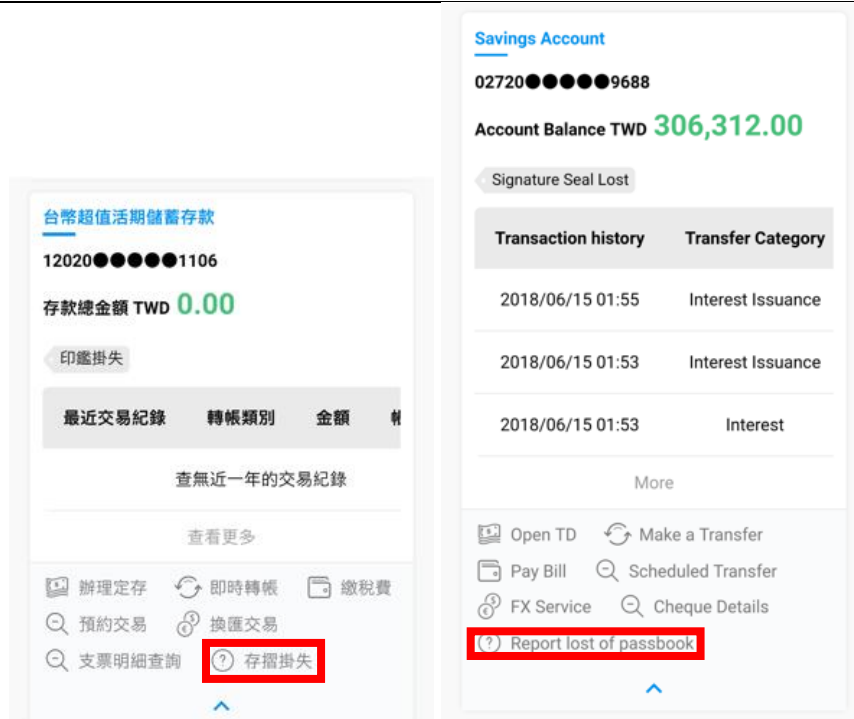 台幣超值活期儲蓄存款
12020●●●●●1106
存款總金額 TWD 0.00
印鑑掛失
最近交易紀錄 轉帳類別 金額
查無近一年的交易紀錄
查看更多
辦理定存 即時轉帳 繳稅費
預約交易 換匯交易
支票明細查詢 存摺掛失
Savings Account
02720●●●●●9688
Account Balance TWD 306,312.00
Signature Seal Lost
Transaction history Transfer Category
2018/06/15 01:55 Interest Issuance
2018/06/15 01:53 Interest Issuance
2018/06/15 01:53 Interest
More
Open TD Make a Transfer
Pay Bill Scheduled Transfer
FX Service Cheque Details
Report lost of passbook